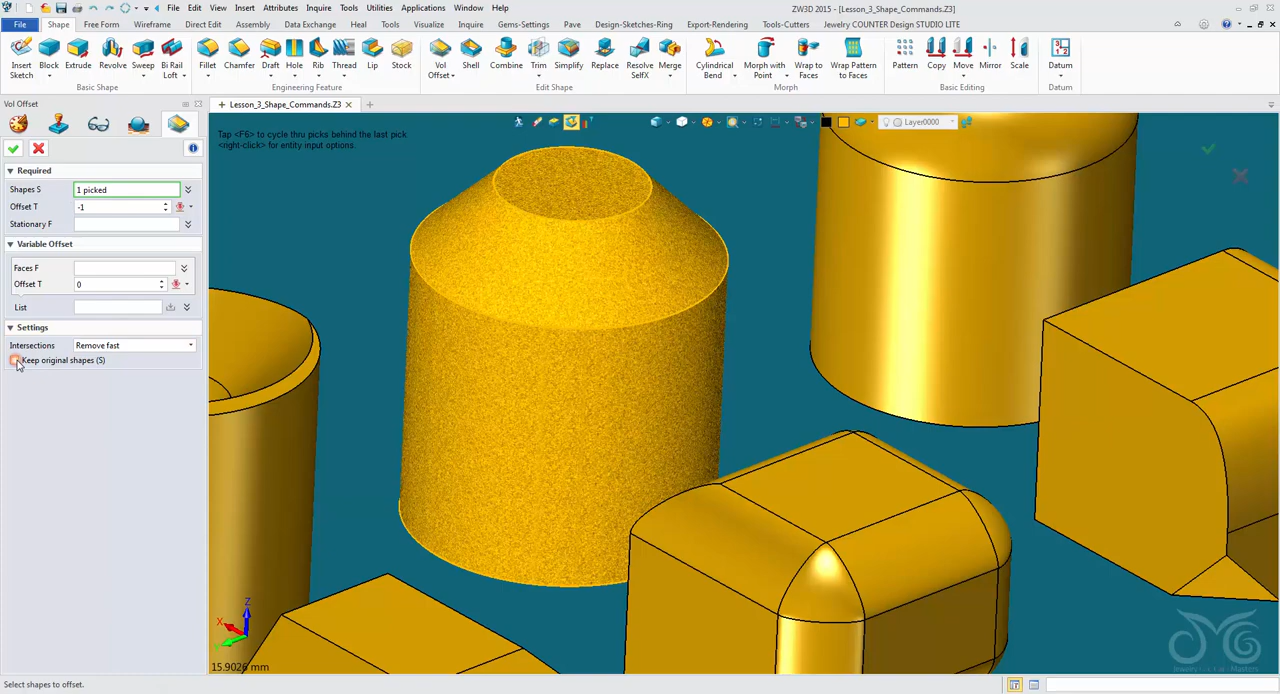 File Edit View Insert Attributes Inquire Tools Utilities Applications Window Help
ZW3D 2015 - [Lesson_3_Shape_Commands.Z3]
File Shape Free Form Wireframe Direct Edit Assembly Data Exchange Heal Tools Visualize Inquire Gems-Settings Pave Design-Sketches-Ring Export-Rendering Tools-Cutters Jewelry COUNTER Design STUDIO LITE
Insert Sketch Block Extrude Revolve Sweep Bi Rail Loft Fillet Chamfer Draft Hole Rib Thread Lip Stock Vol Offset Shell Combine Trim Simplify Replace Resolve SelfX Merge Cylindrical Bend Morph with Point Wrap to Faces Wrap Pattern to Faces Pattern Copy Move Mirror Scale Datum
Basic Shape Engineering Feature Edit Shape Morph Basic Editing Datum
Vol Offset
Lesson_3_Shape_Commands.Z3
Tap <F6> to cycle thru picks behind the last pick
<right-click> for entity input options.
Layer0000
Required
Shapes S 1 picked
Offset T -1
Stationary F
Variable Offset
Faces F
Offset T 0
List
Settings
Intersections Remove fast
Keep original shapes (S)
Z
X
Y
15.9026 mm
Select shapes to offset.